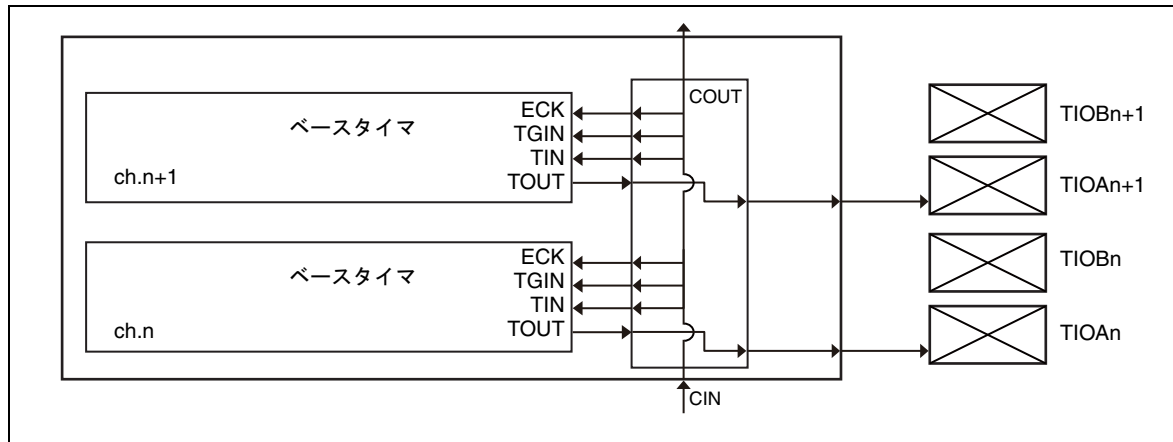 COUT
ECK
TGIN
TIN
TOUT
ベースタイマ
ch.n+1
TIOBn+1
TIOAn+1
ECK
TGIN
TIN
TOUT
ベースタイマ
ch.n
TIOBn
TIOAn
CIN